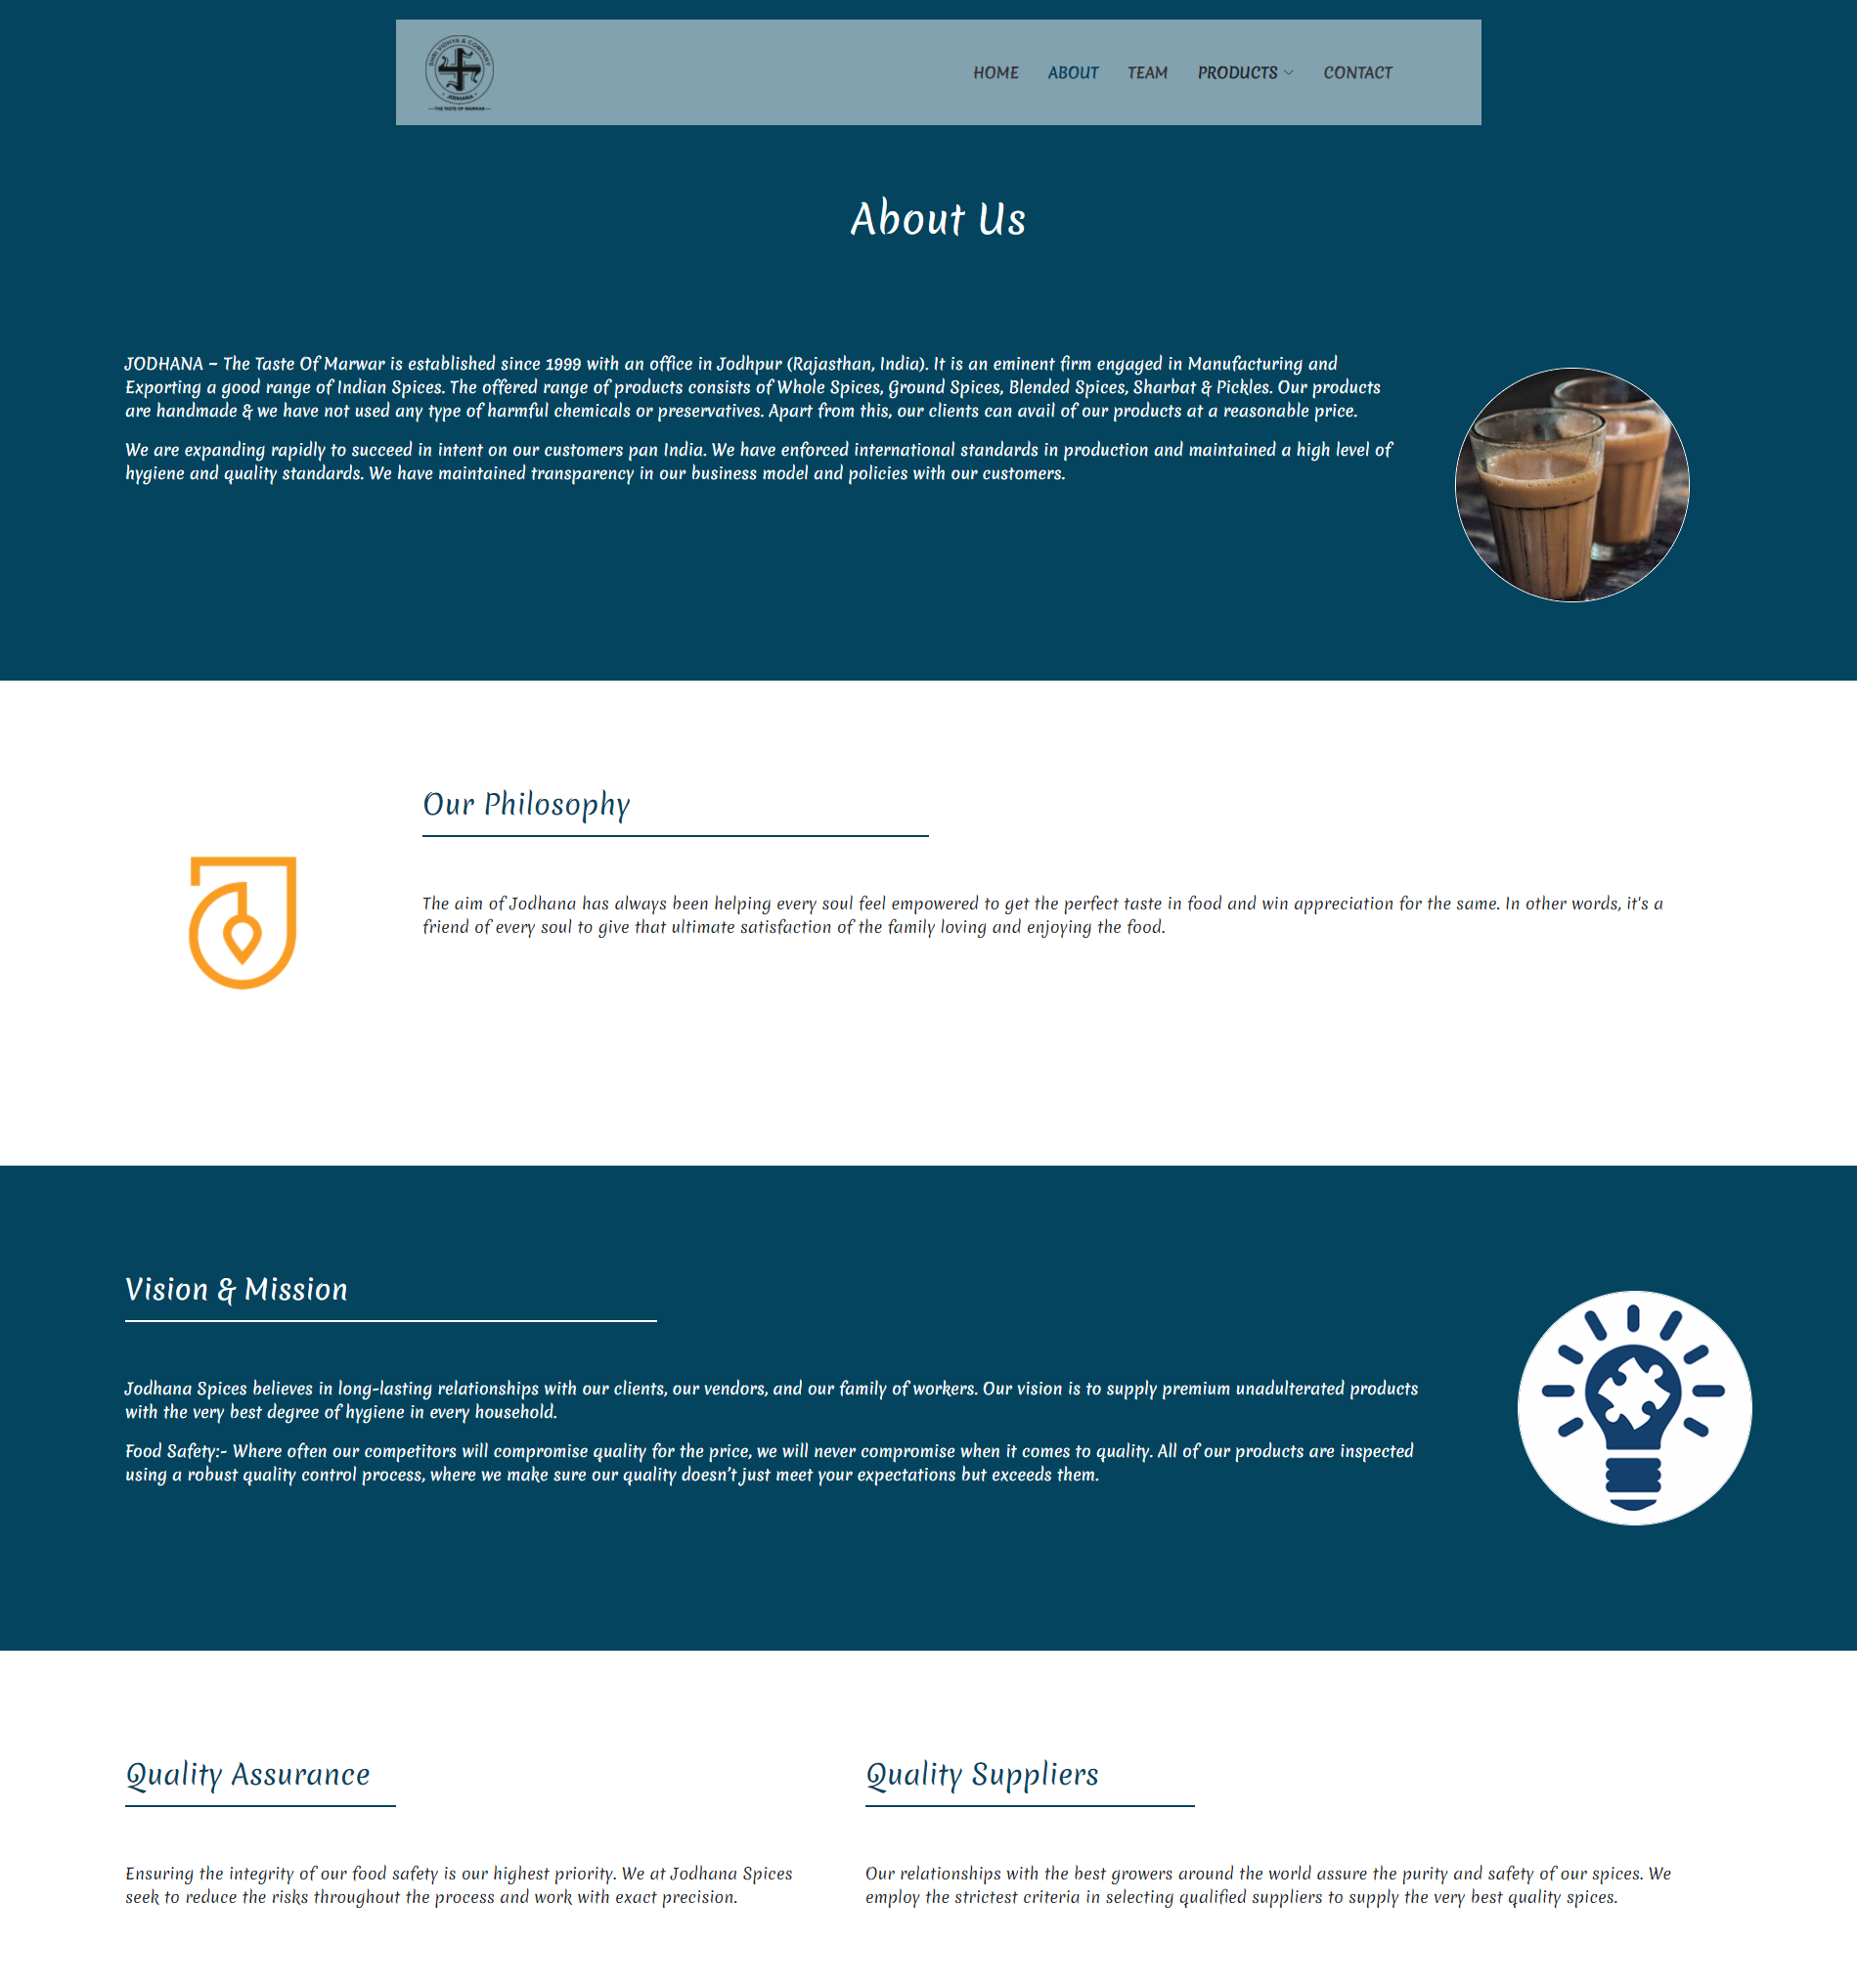 SHRI VIDHYA & COMPANY
JODHANA
THE TASTE OF MARWAR
HOME ABOUT TEAM PRODUCTS CONTACT
About Us
JODHANA – The Taste Of Marwar is established since 1999 with an office in Jodhpur (Rajasthan, India). It is an eminent firm engaged in Manufacturing and
Exporting a good range of Indian Spices. The offered range of products consists of Whole Spices, Ground Spices, Blended Spices, Sharbat & Pickles. Our products
are handmade & we have not used any type of harmful chemicals or preservatives. Apart from this, our clients can avail of our products at a reasonable price.
We are expanding rapidly to succeed in intent on our customers pan India. We have enforced international standards in production and maintained a high level of
hygiene and quality standards. We have maintained transparency in our business model and policies with our customers.
Our Philosophy
The aim of Jodhana has always been helping every soul feel empowered to get the perfect taste in food and win appreciation for the same. In other words, it's a
friend of every soul to give that ultimate satisfaction of the family loving and enjoying the food.
Vision & Mission
Jodhana Spices believes in long-lasting relationships with our clients, our vendors, and our family of workers. Our vision is to supply premium unadulterated products
with the very best degree of hygiene in every household.
Food Safety:- Where often our competitors will compromise quality for the price, we will never compromise when it comes to quality. All of our products are inspected
using a robust quality control process, where we make sure our quality doesn’t just meet your expectations but exceeds them.
Quality Assurance
Ensuring the integrity of our food safety is our highest priority. We at Jodhana Spices
seek to reduce the risks throughout the process and work with exact precision.
Quality Suppliers
Our relationships with the best growers around the world assure the purity and safety of our spices. We
employ the strictest criteria in selecting qualified suppliers to supply the very best quality spices.